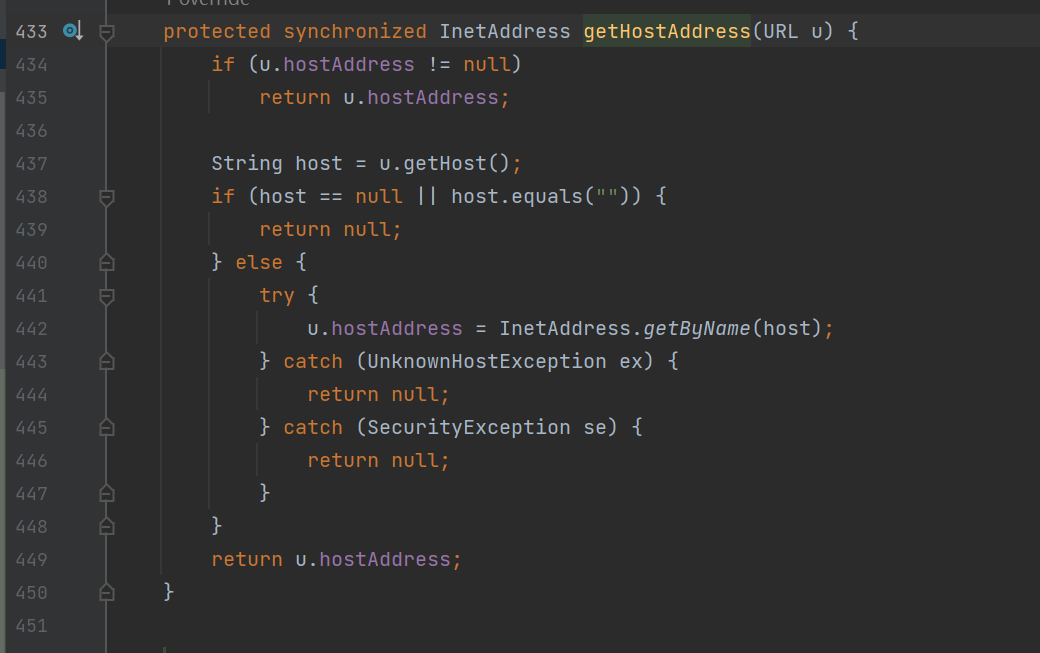 433 protected synchronized InetAddress getHostAddress(URL u) {
434 if (u.hostAddress != null)
435 return u.hostAddress;
436
437 String host = u.getHost();
438 if (host == null || host.equals("")) {
439 return null;
440 } else {
441 try {
442 u.hostAddress = InetAddress.getByName(host);
443 } catch (UnknownHostException ex) {
444 return null;
445 } catch (SecurityException se) {
446 return null;
447 }
448 }
449 return u.hostAddress;
450 }
451